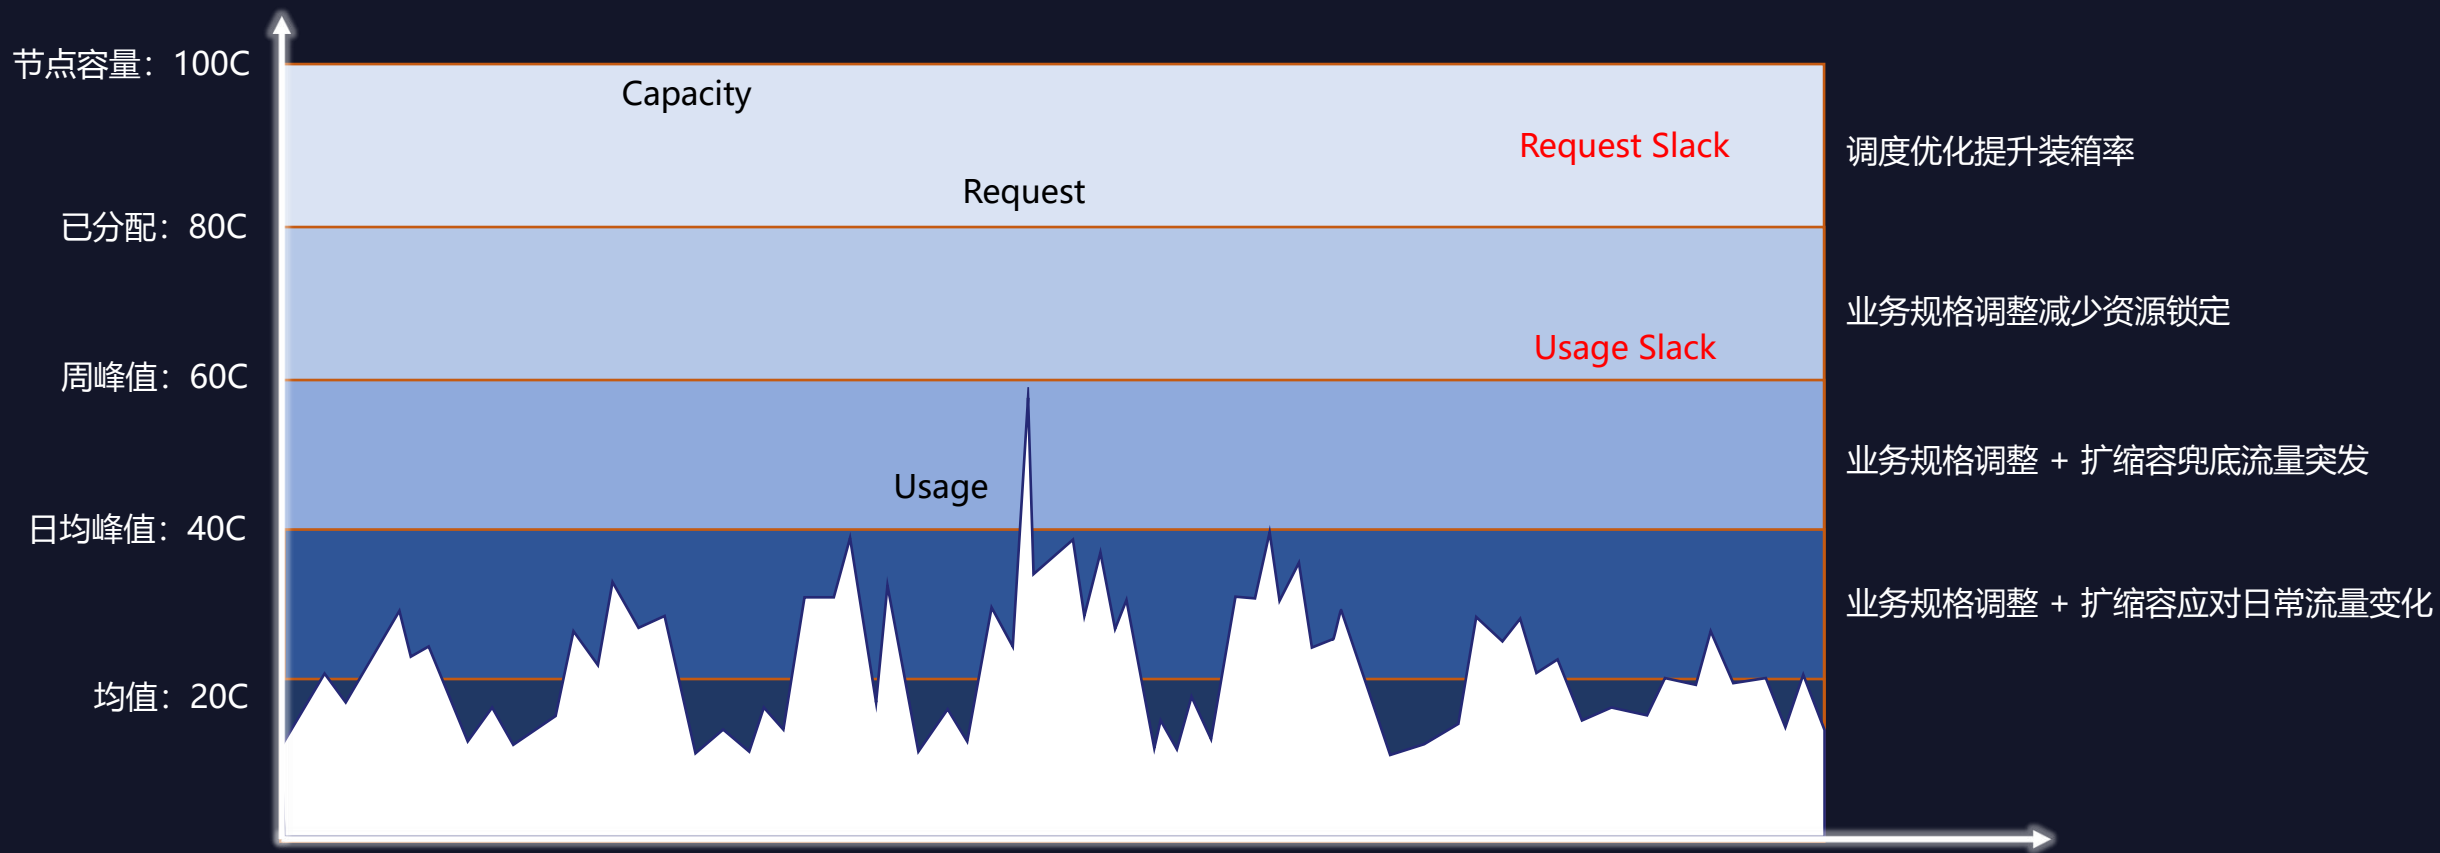 节点容量：100C
Capacity
Request Slack
调度优化提升装箱率
Request
已分配：80C
业务规格调整减少资源锁定
Usage Slack
周峰值：60C
业务规格调整 + 扩缩容兜底流量突发
Usage
日均峰值：40C
业务规格调整 + 扩缩容应对日常流量变化
均值：20C